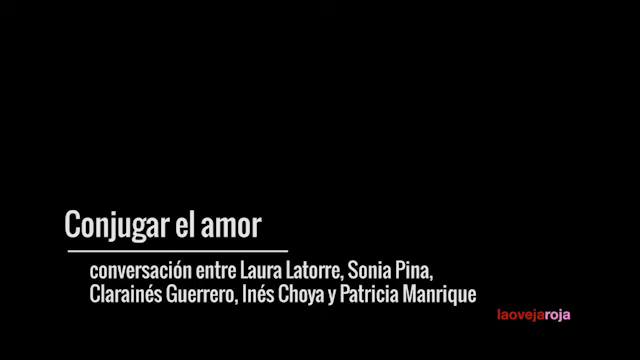 Conjugar el amor
conversación entre Laura Latorre, Sonia Pina,
Clarainés Guerrero, Inés Choya y Patricia Manrique
laovejaroja